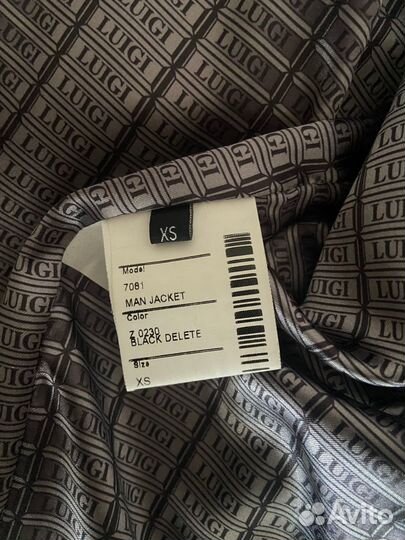 LUIGI
XS
Model
7081
MAN JACKET
Color
Z 0230
BLACK DELETE
Size
XS
Avito